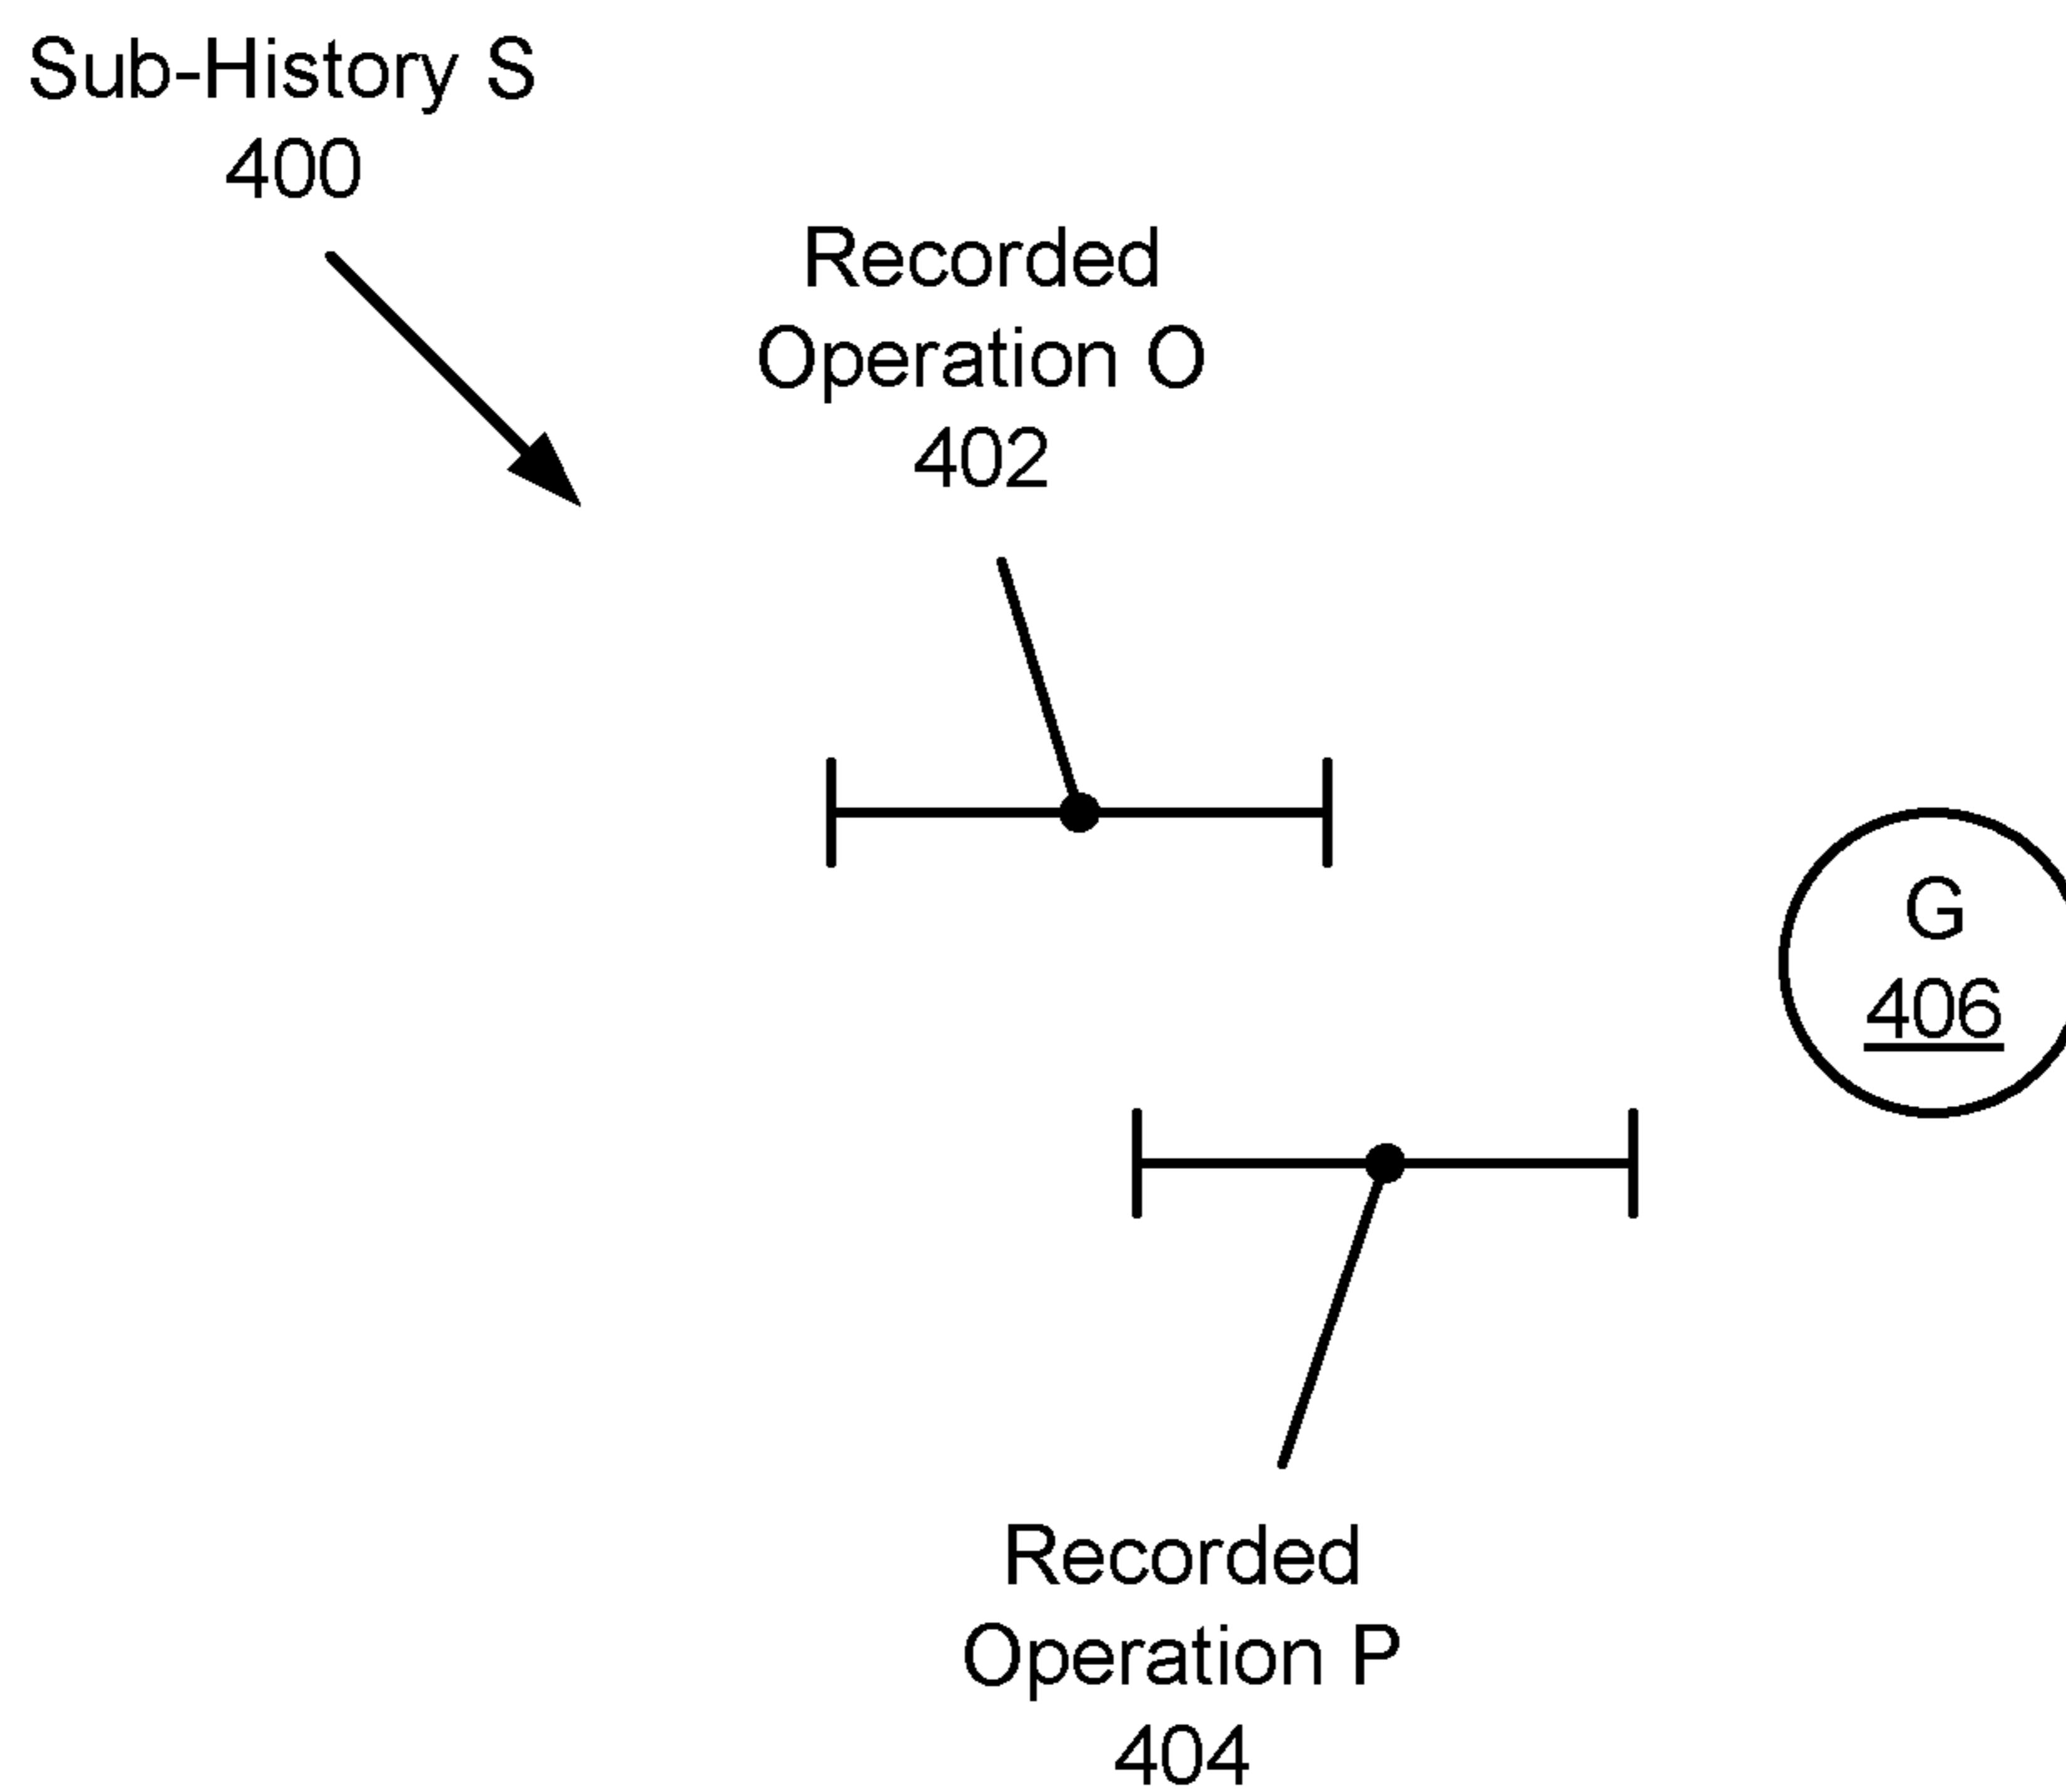 Sub-History S
400
Recorded
Operation O
402
G
406
Recorded
Operation P
404